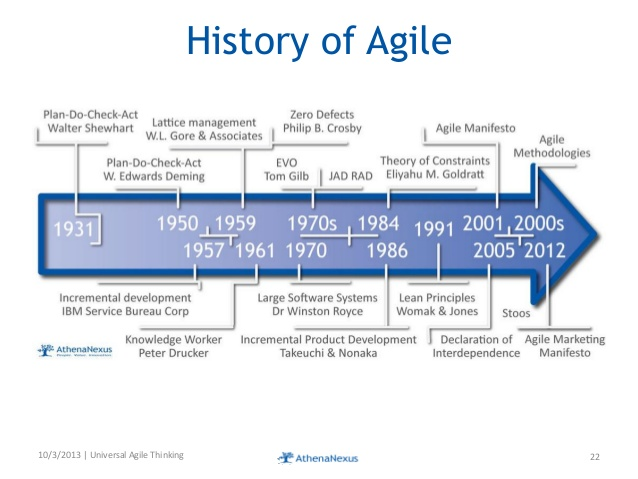 History of Agile
Plan-Do-Check-Act
Walter Shewhart
Lattice management
W.L. Gore & Associates
Zero Defects
Philip B. Crosby
Agile Manifesto
Agile
Methodologies
Plan-Do-Check-Act
W. Edwards Deming
EVO
Tom Gilb
JAD RAD
Theory of Constraints
Eliyahu M. Goldratt
1931
1950
1959
1970s
1984
1991
2001
2000s
1957
1961
1970
1986
2005
2012
Incremental development
IBM Service Bureau Corp
Large Software Systems
Dr Winston Royce
Lean Principles
Womak & Jones
Stoos
Knowledge Worker
Peter Drucker
Incremental Product Development
Takeuchi & Nonaka
Declaration of
Interdependence
Agile Marketing
Manifesto
AthenaNexus
10/3/2013 | Universal Agile Thinking
AthenaNexus
22